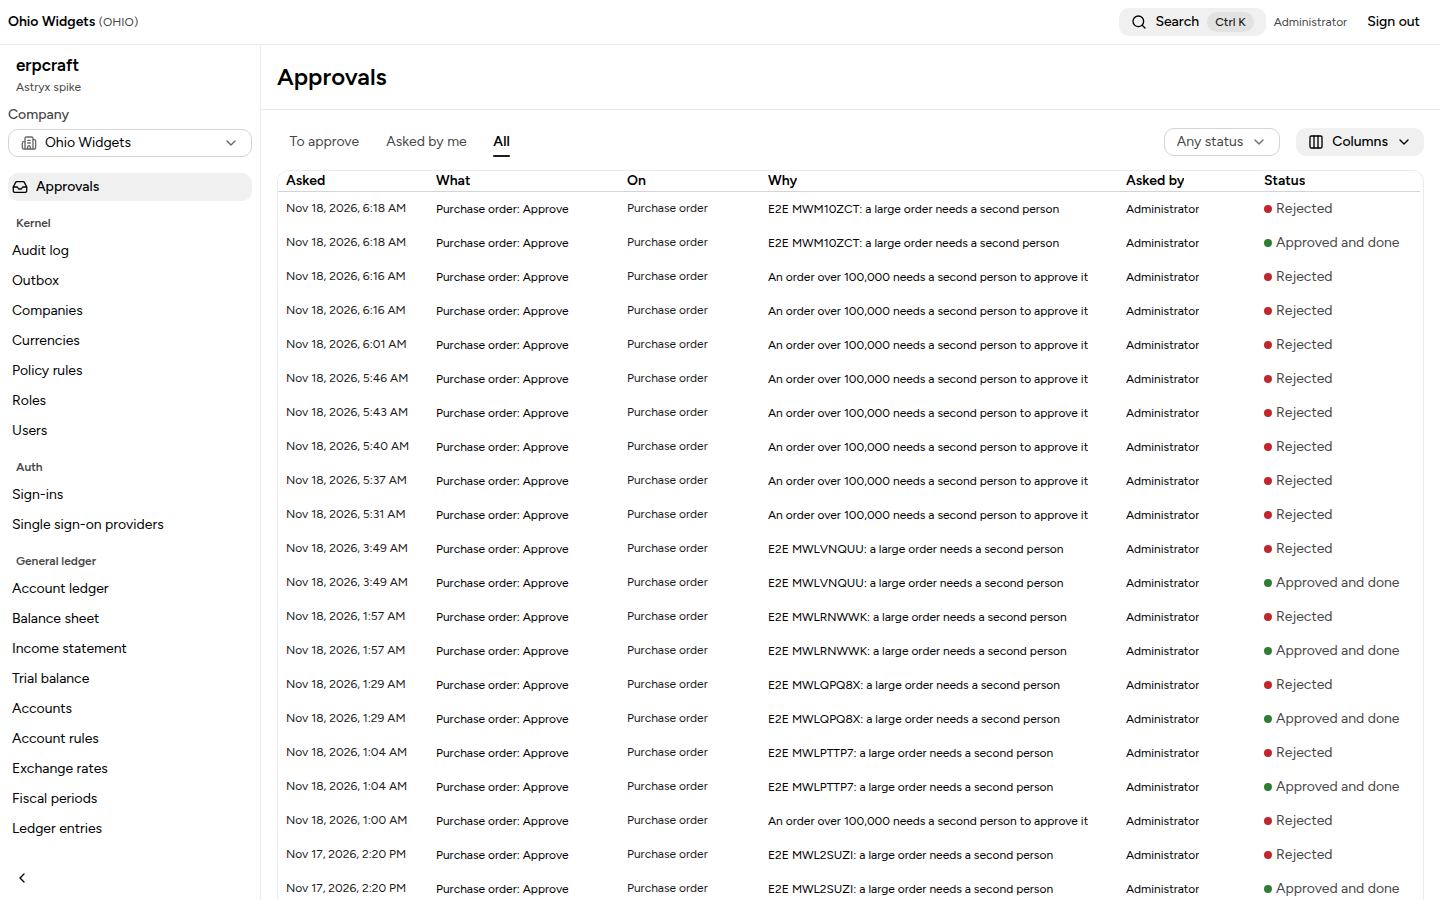 Ohio Widgets (OHIO)
Search Ctrl K Administrator Sign out
erpcraft
Astryx spike
Company
Ohio Widgets
Approvals
Kernel
Audit log
Outbox
Companies
Currencies
Policy rules
Roles
Users
Auth
Sign-ins
Single sign-on providers
General ledger
Account ledger
Balance sheet
Income statement
Trial balance
Accounts
Account rules
Exchange rates
Fiscal periods
Ledger entries
Approvals
To approve Asked by me All Any status Columns
Asked What On Why Asked by Status
Nov 18, 2026, 6:18 AM Purchase order: Approve Purchase order E2E MWM10ZCT: a large order needs a second person Administrator Rejected
Nov 18, 2026, 6:18 AM Purchase order: Approve Purchase order E2E MWM10ZCT: a large order needs a second person Administrator Approved and done
Nov 18, 2026, 6:16 AM Purchase order: Approve Purchase order An order over 100,000 needs a second person to approve it Administrator Rejected
Nov 18, 2026, 6:16 AM Purchase order: Approve Purchase order An order over 100,000 needs a second person to approve it Administrator Rejected
Nov 18, 2026, 6:01 AM Purchase order: Approve Purchase order An order over 100,000 needs a second person to approve it Administrator Rejected
Nov 18, 2026, 5:46 AM Purchase order: Approve Purchase order An order over 100,000 needs a second person to approve it Administrator Rejected
Nov 18, 2026, 5:43 AM Purchase order: Approve Purchase order An order over 100,000 needs a second person to approve it Administrator Rejected
Nov 18, 2026, 5:40 AM Purchase order: Approve Purchase order An order over 100,000 needs a second person to approve it Administrator Rejected
Nov 18, 2026, 5:37 AM Purchase order: Approve Purchase order An order over 100,000 needs a second person to approve it Administrator Rejected
Nov 18, 2026, 5:31 AM Purchase order: Approve Purchase order An order over 100,000 needs a second person to approve it Administrator Rejected
Nov 18, 2026, 3:49 AM Purchase order: Approve Purchase order E2E MWLVNQUU: a large order needs a second person Administrator Rejected
Nov 18, 2026, 3:49 AM Purchase order: Approve Purchase order E2E MWLVNQUU: a large order needs a second person Administrator Approved and done
Nov 18, 2026, 1:57 AM Purchase order: Approve Purchase order E2E MWLRNWWK: a large order needs a second person Administrator Rejected
Nov 18, 2026, 1:57 AM Purchase order: Approve Purchase order E2E MWLRNWWK: a large order needs a second person Administrator Approved and done
Nov 18, 2026, 1:29 AM Purchase order: Approve Purchase order E2E MWLQPQ8X: a large order needs a second person Administrator Rejected
Nov 18, 2026, 1:29 AM Purchase order: Approve Purchase order E2E MWLQPQ8X: a large order needs a second person Administrator Approved and done
Nov 18, 2026, 1:04 AM Purchase order: Approve Purchase order E2E MWLPTTP7: a large order needs a second person Administrator Rejected
Nov 18, 2026, 1:04 AM Purchase order: Approve Purchase order E2E MWLPTTP7: a large order needs a second person Administrator Approved and done
Nov 18, 2026, 1:00 AM Purchase order: Approve Purchase order An order over 100,000 needs a second person to approve it Administrator Rejected
Nov 17, 2026, 2:20 PM Purchase order: Approve Purchase order E2E MWL2SUZI: a large order needs a second person Administrator Rejected
Nov 17, 2026, 2:20 PM Purchase order: Approve Purchase order E2E MWL2SUZI: a large order needs a second person Administrator Approved and done